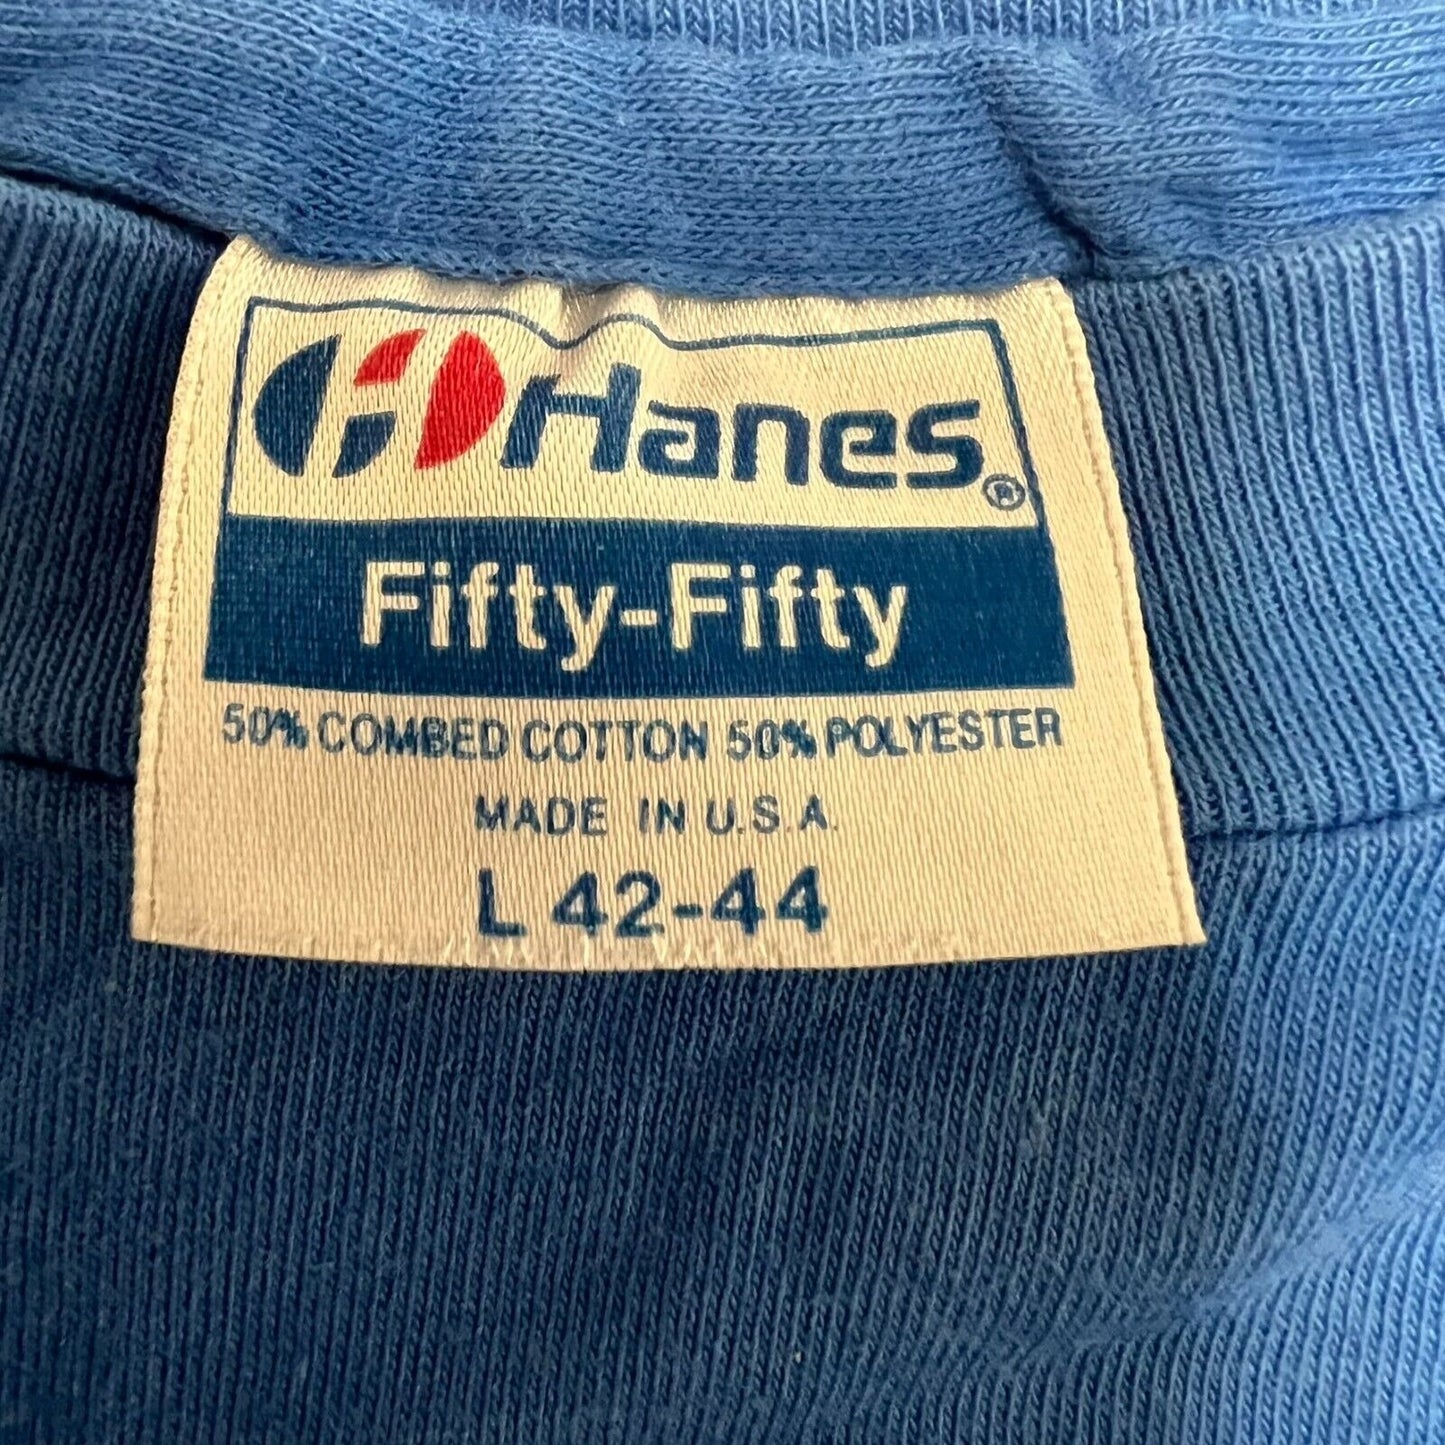 Hanes®
Fifty-Fifty
50% COMBED COTTON 50% POLYESTER
MADE IN U.S.A.
L 42-44